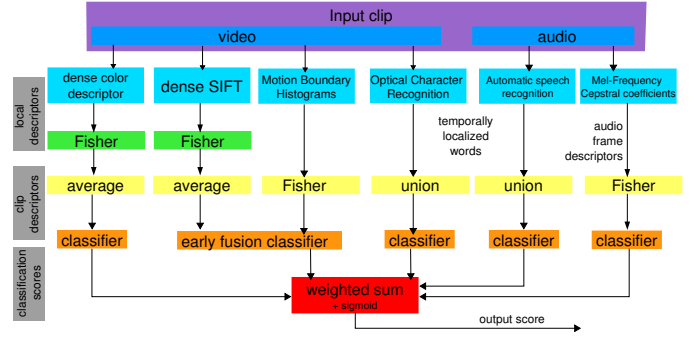 Input clip
video
audio
local
descriptors
dense color
descriptor
dense SIFT
Motion Boundary
Histograms
Optical Character
Recognition
Automatic speech
recognition
Mel-Frequency
Cepstral coefficients
Fisher
Fisher
temporally
localized
words
audio
frame
descriptors
clip
descriptors
average
average
Fisher
union
union
Fisher
classification
scores
classifier
early fusion classifier
classifier
classifier
classifier
weighted sum
+ sigmoid
output score